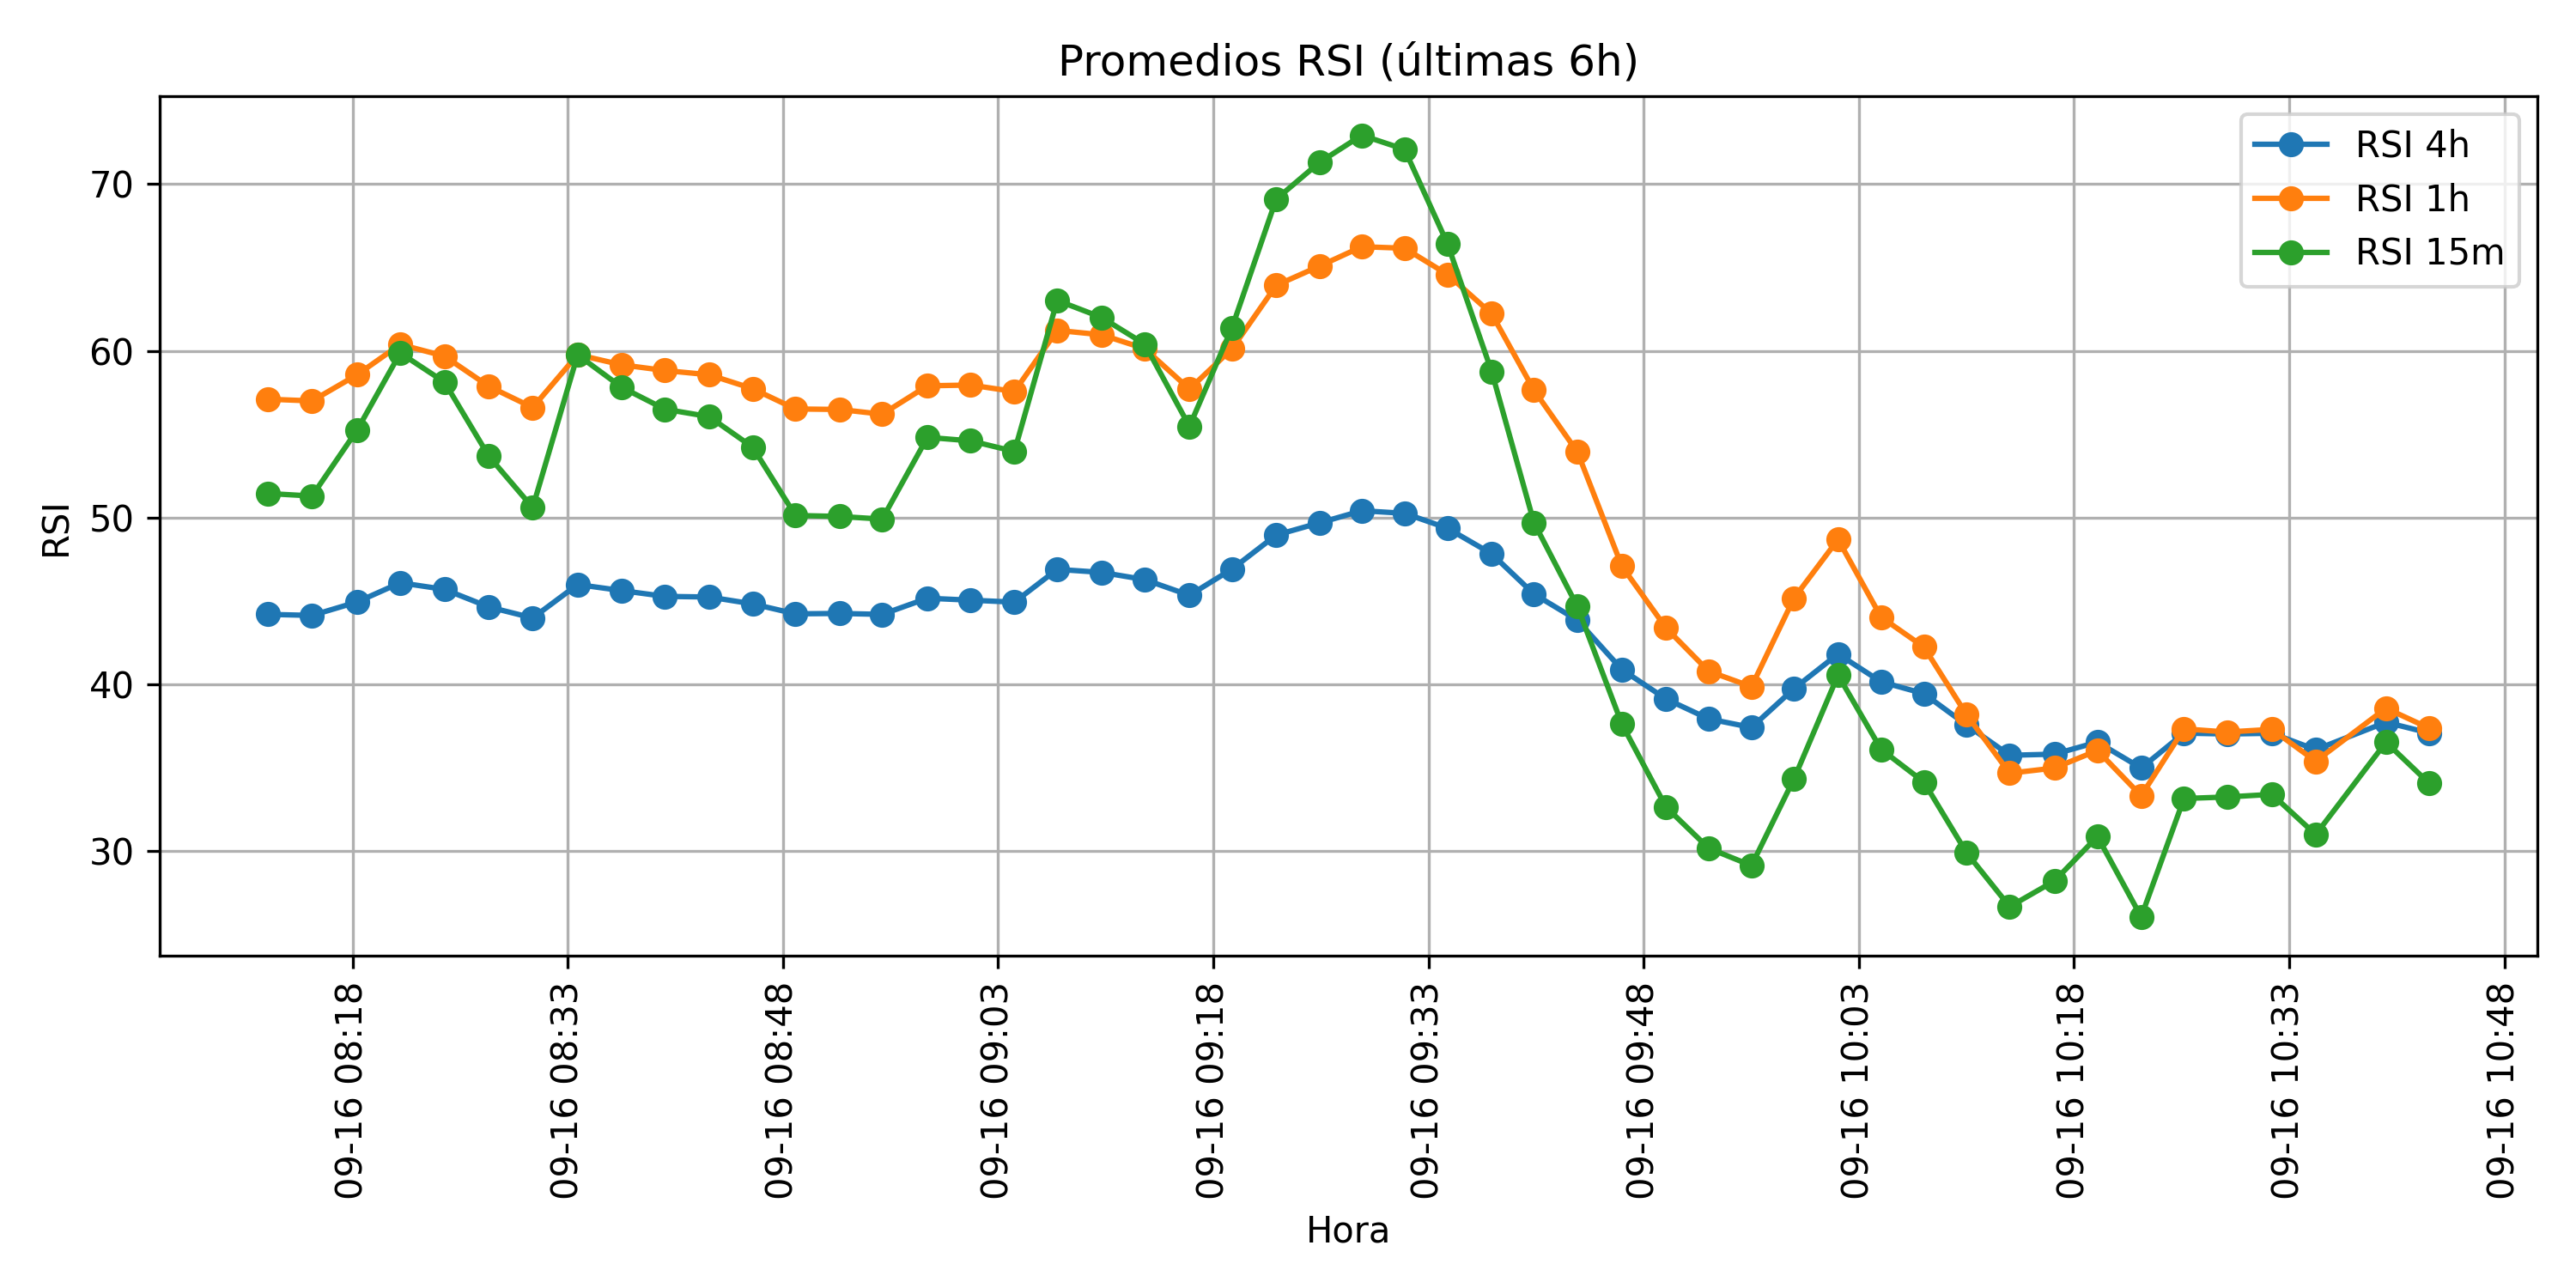 Promedios RSI (últimas 6h)
RSI 4h
RSI 1h
RSI 15m
RSI
70
60
50
40
30
09-16 08:18
09-16 08:33
09-16 08:48
09-16 09:03
09-16 09:18
09-16 09:33
09-16 09:48
09-16 10:03
09-16 10:18
09-16 10:33
09-16 10:48
Hora